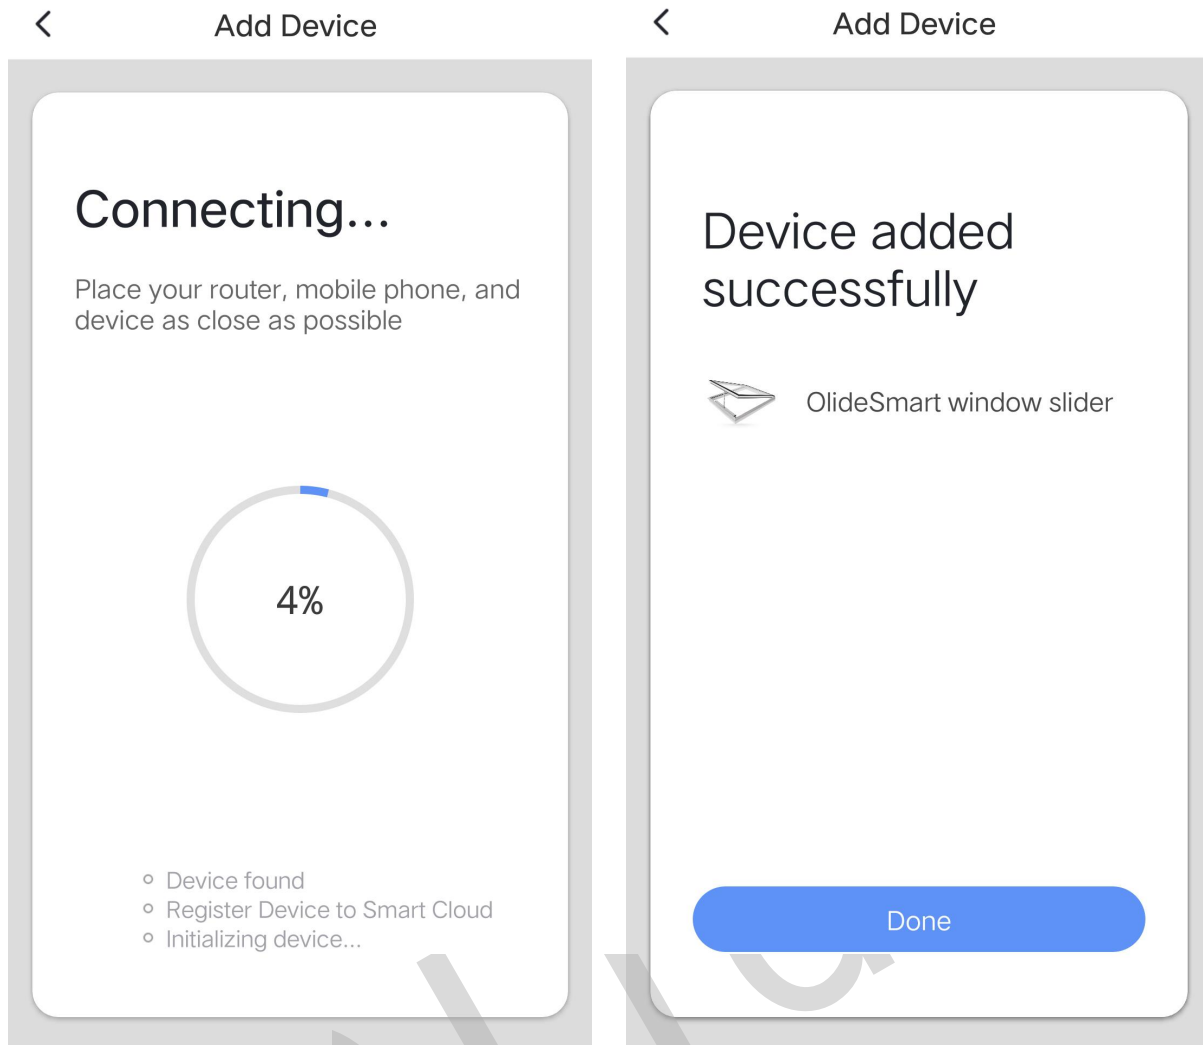 Add Device
Connecting...
Place your router, mobile phone, and
device as close as possible
4%
Device found
Register Device to Smart Cloud
Initializing device...
Add Device
Device added
successfully
OlideSmart window slider
Done